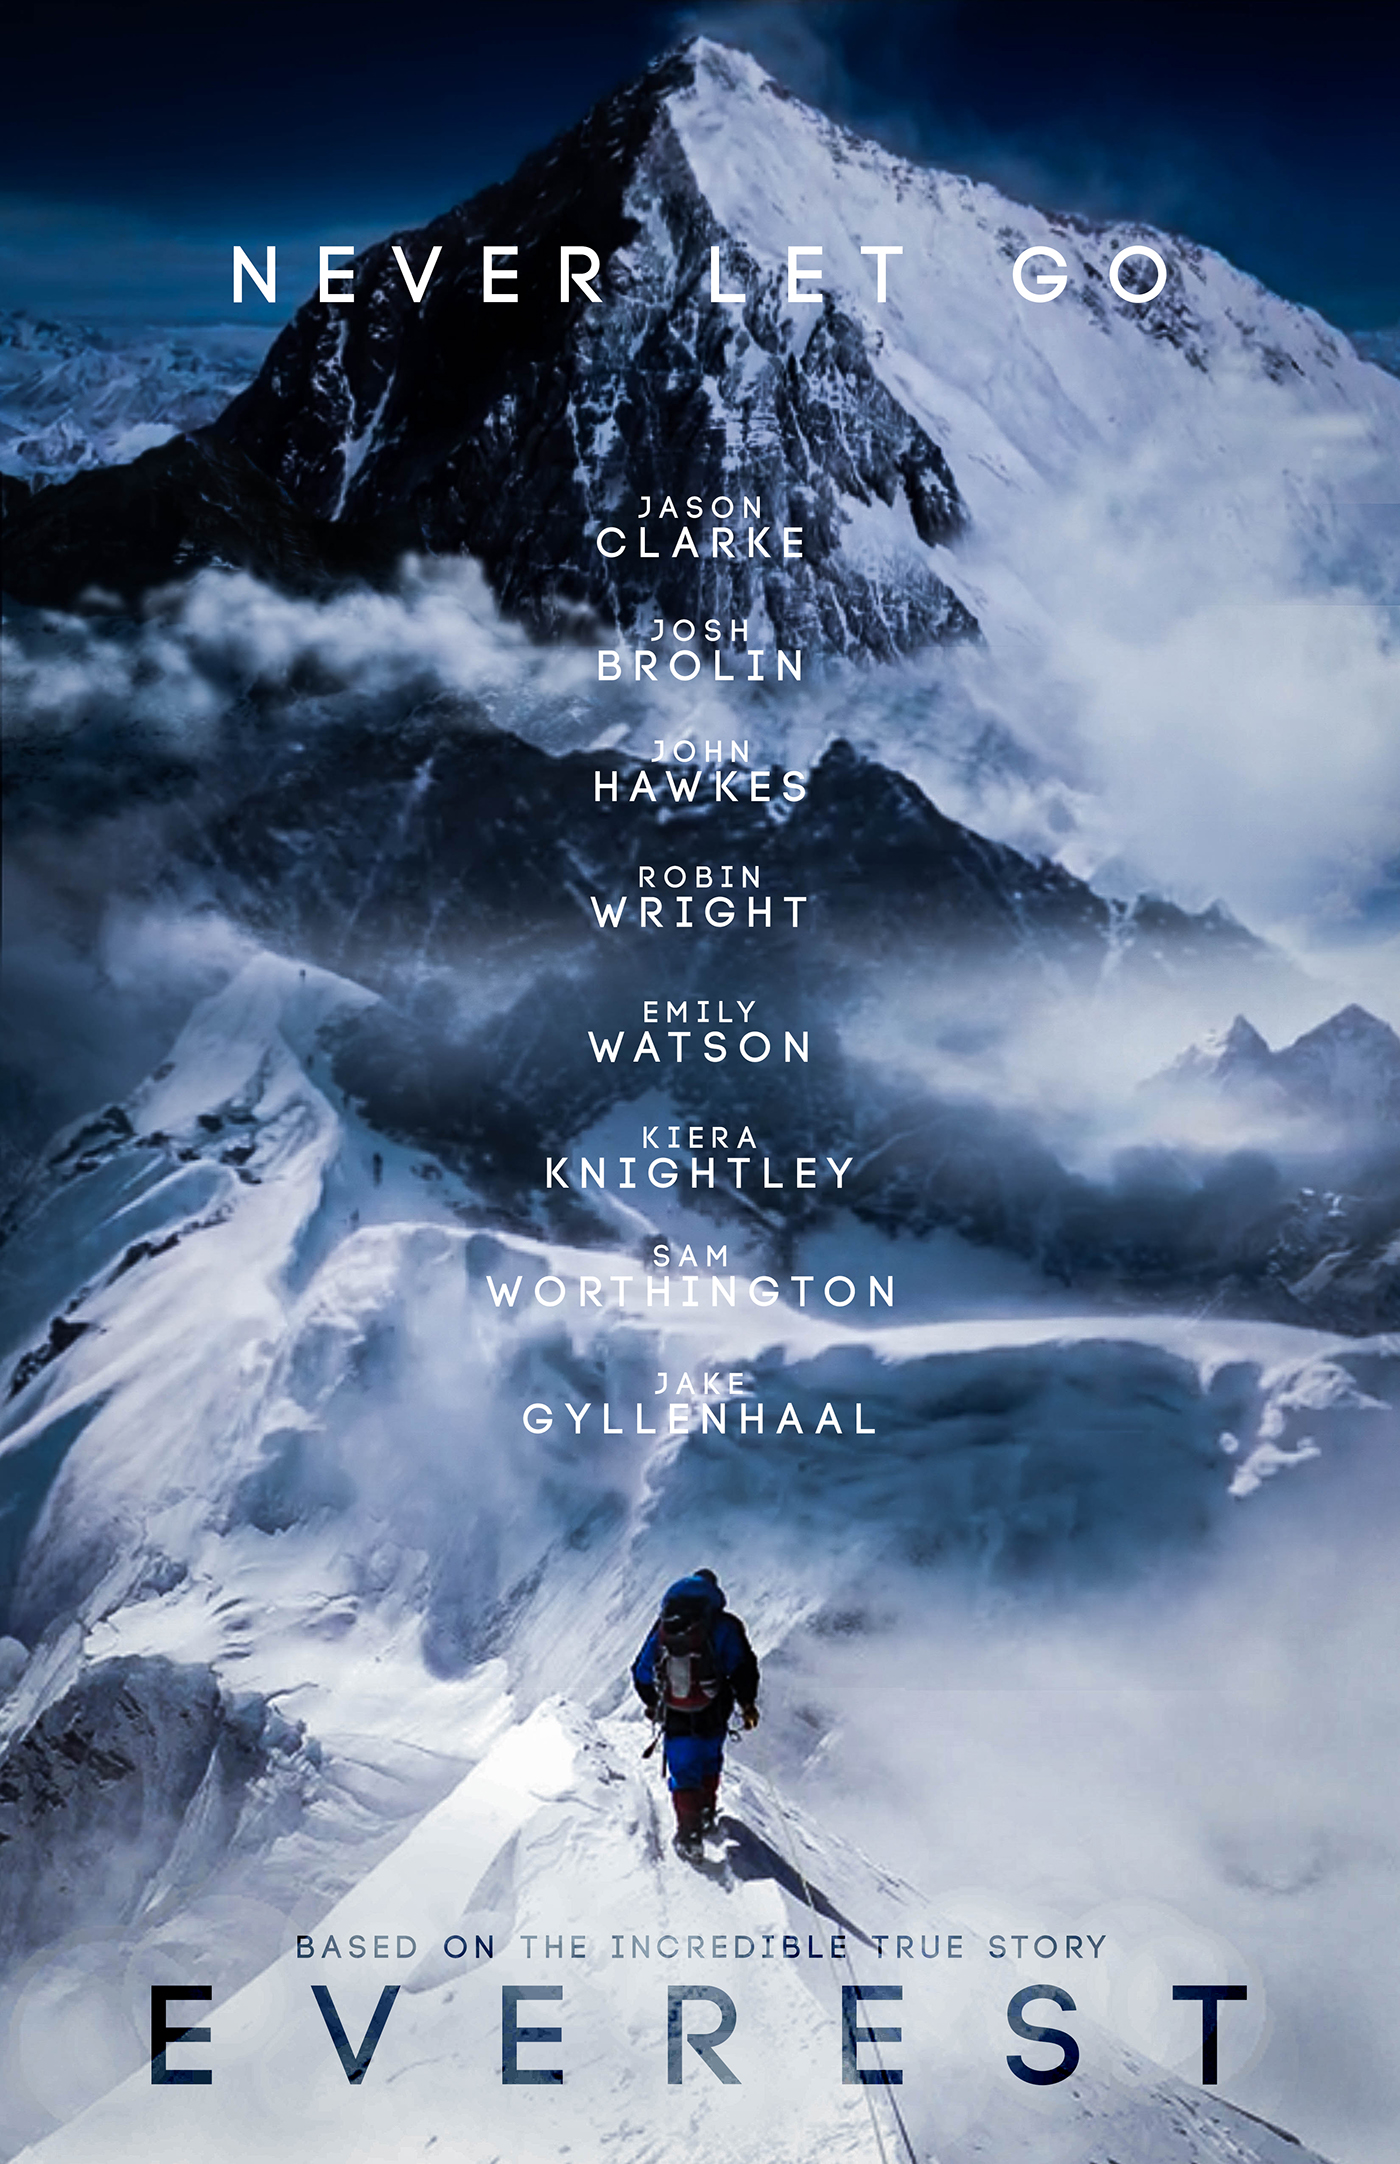 NEVER LET GO
JASON
CLARKE
JOSH
BROLIN
JOHN
HAWKES
ROBIN
WRIGHT
EMILY
WATSON
KIERA
KNIGHTLEY
SAM
WORTHINGTON
JAKE
GYLLENHAAL
BASED ON THE INCREDIBLE TRUE STORY
EVEREST